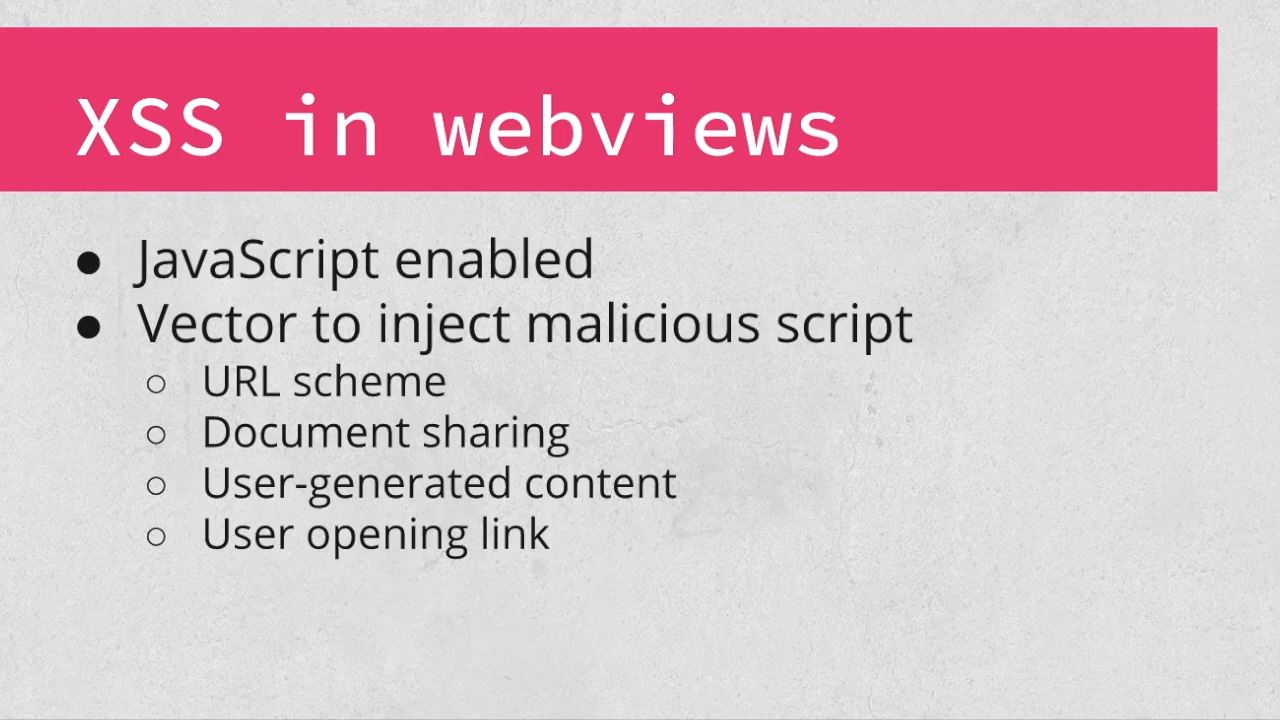 XSS in webviews
● JavaScript enabled
● Vector to inject malicious script
○ URL scheme
○ Document sharing
○ User-generated content
○ User opening link